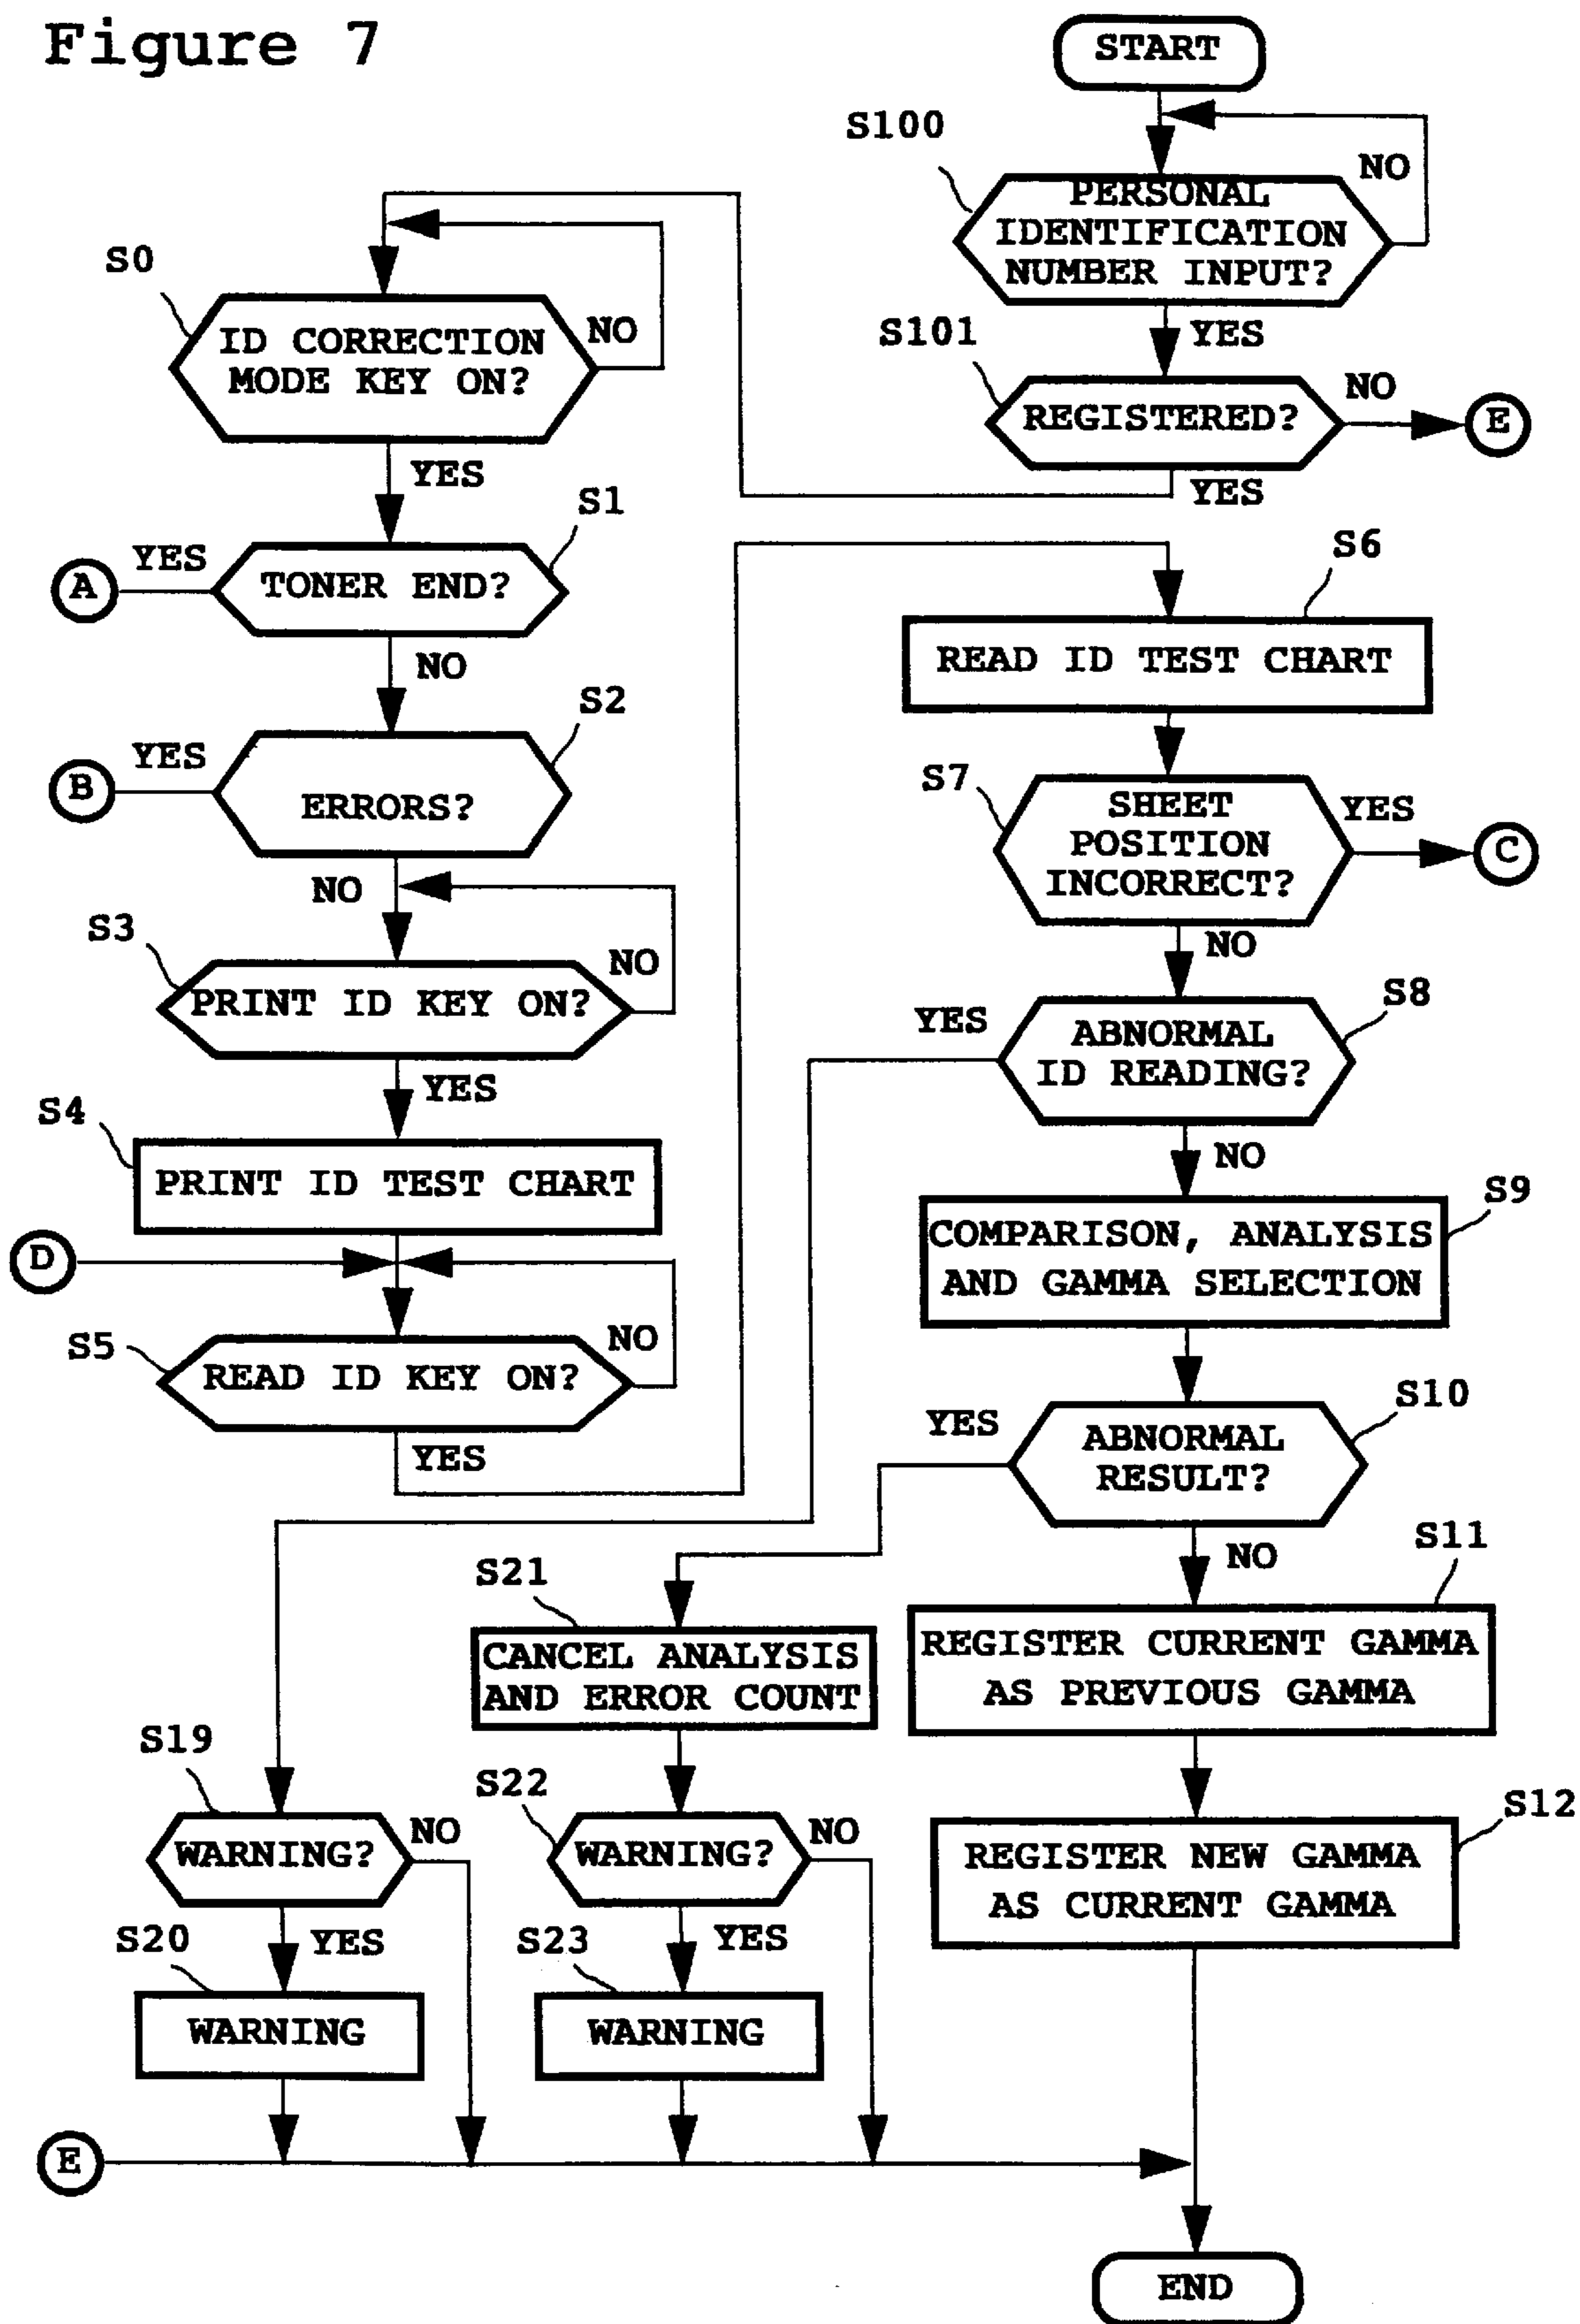 Figure 7
START
S100
NO
PERSONAL
IDENTIFICATION
NUMBER INPUT?
YES
S101
REGISTERED?
NO
E
YES
S0
ID CORRECTION
MODE KEY ON?
NO
YES
S1
YES
A
TONER END?
NO
S2
YES
B
ERRORS?
NO
S3
PRINT ID KEY ON?
NO
YES
S4
PRINT ID TEST CHART
D
S5
READ ID KEY ON?
NO
YES
S6
READ ID TEST CHART
S7
SHEET
POSITION
INCORRECT?
YES
C
NO
S8
YES
ABNORMAL
ID READING?
NO
S9
COMPARISON, ANALYSIS
AND GAMMA SELECTION
S10
YES
ABNORMAL
RESULT?
NO
S11
REGISTER CURRENT GAMMA
AS PREVIOUS GAMMA
S12
REGISTER NEW GAMMA
AS CURRENT GAMMA
S21
CANCEL ANALYSIS
AND ERROR COUNT
S19
WARNING?
NO
YES
S20
WARNING
S22
WARNING?
NO
YES
S23
WARNING
E
END